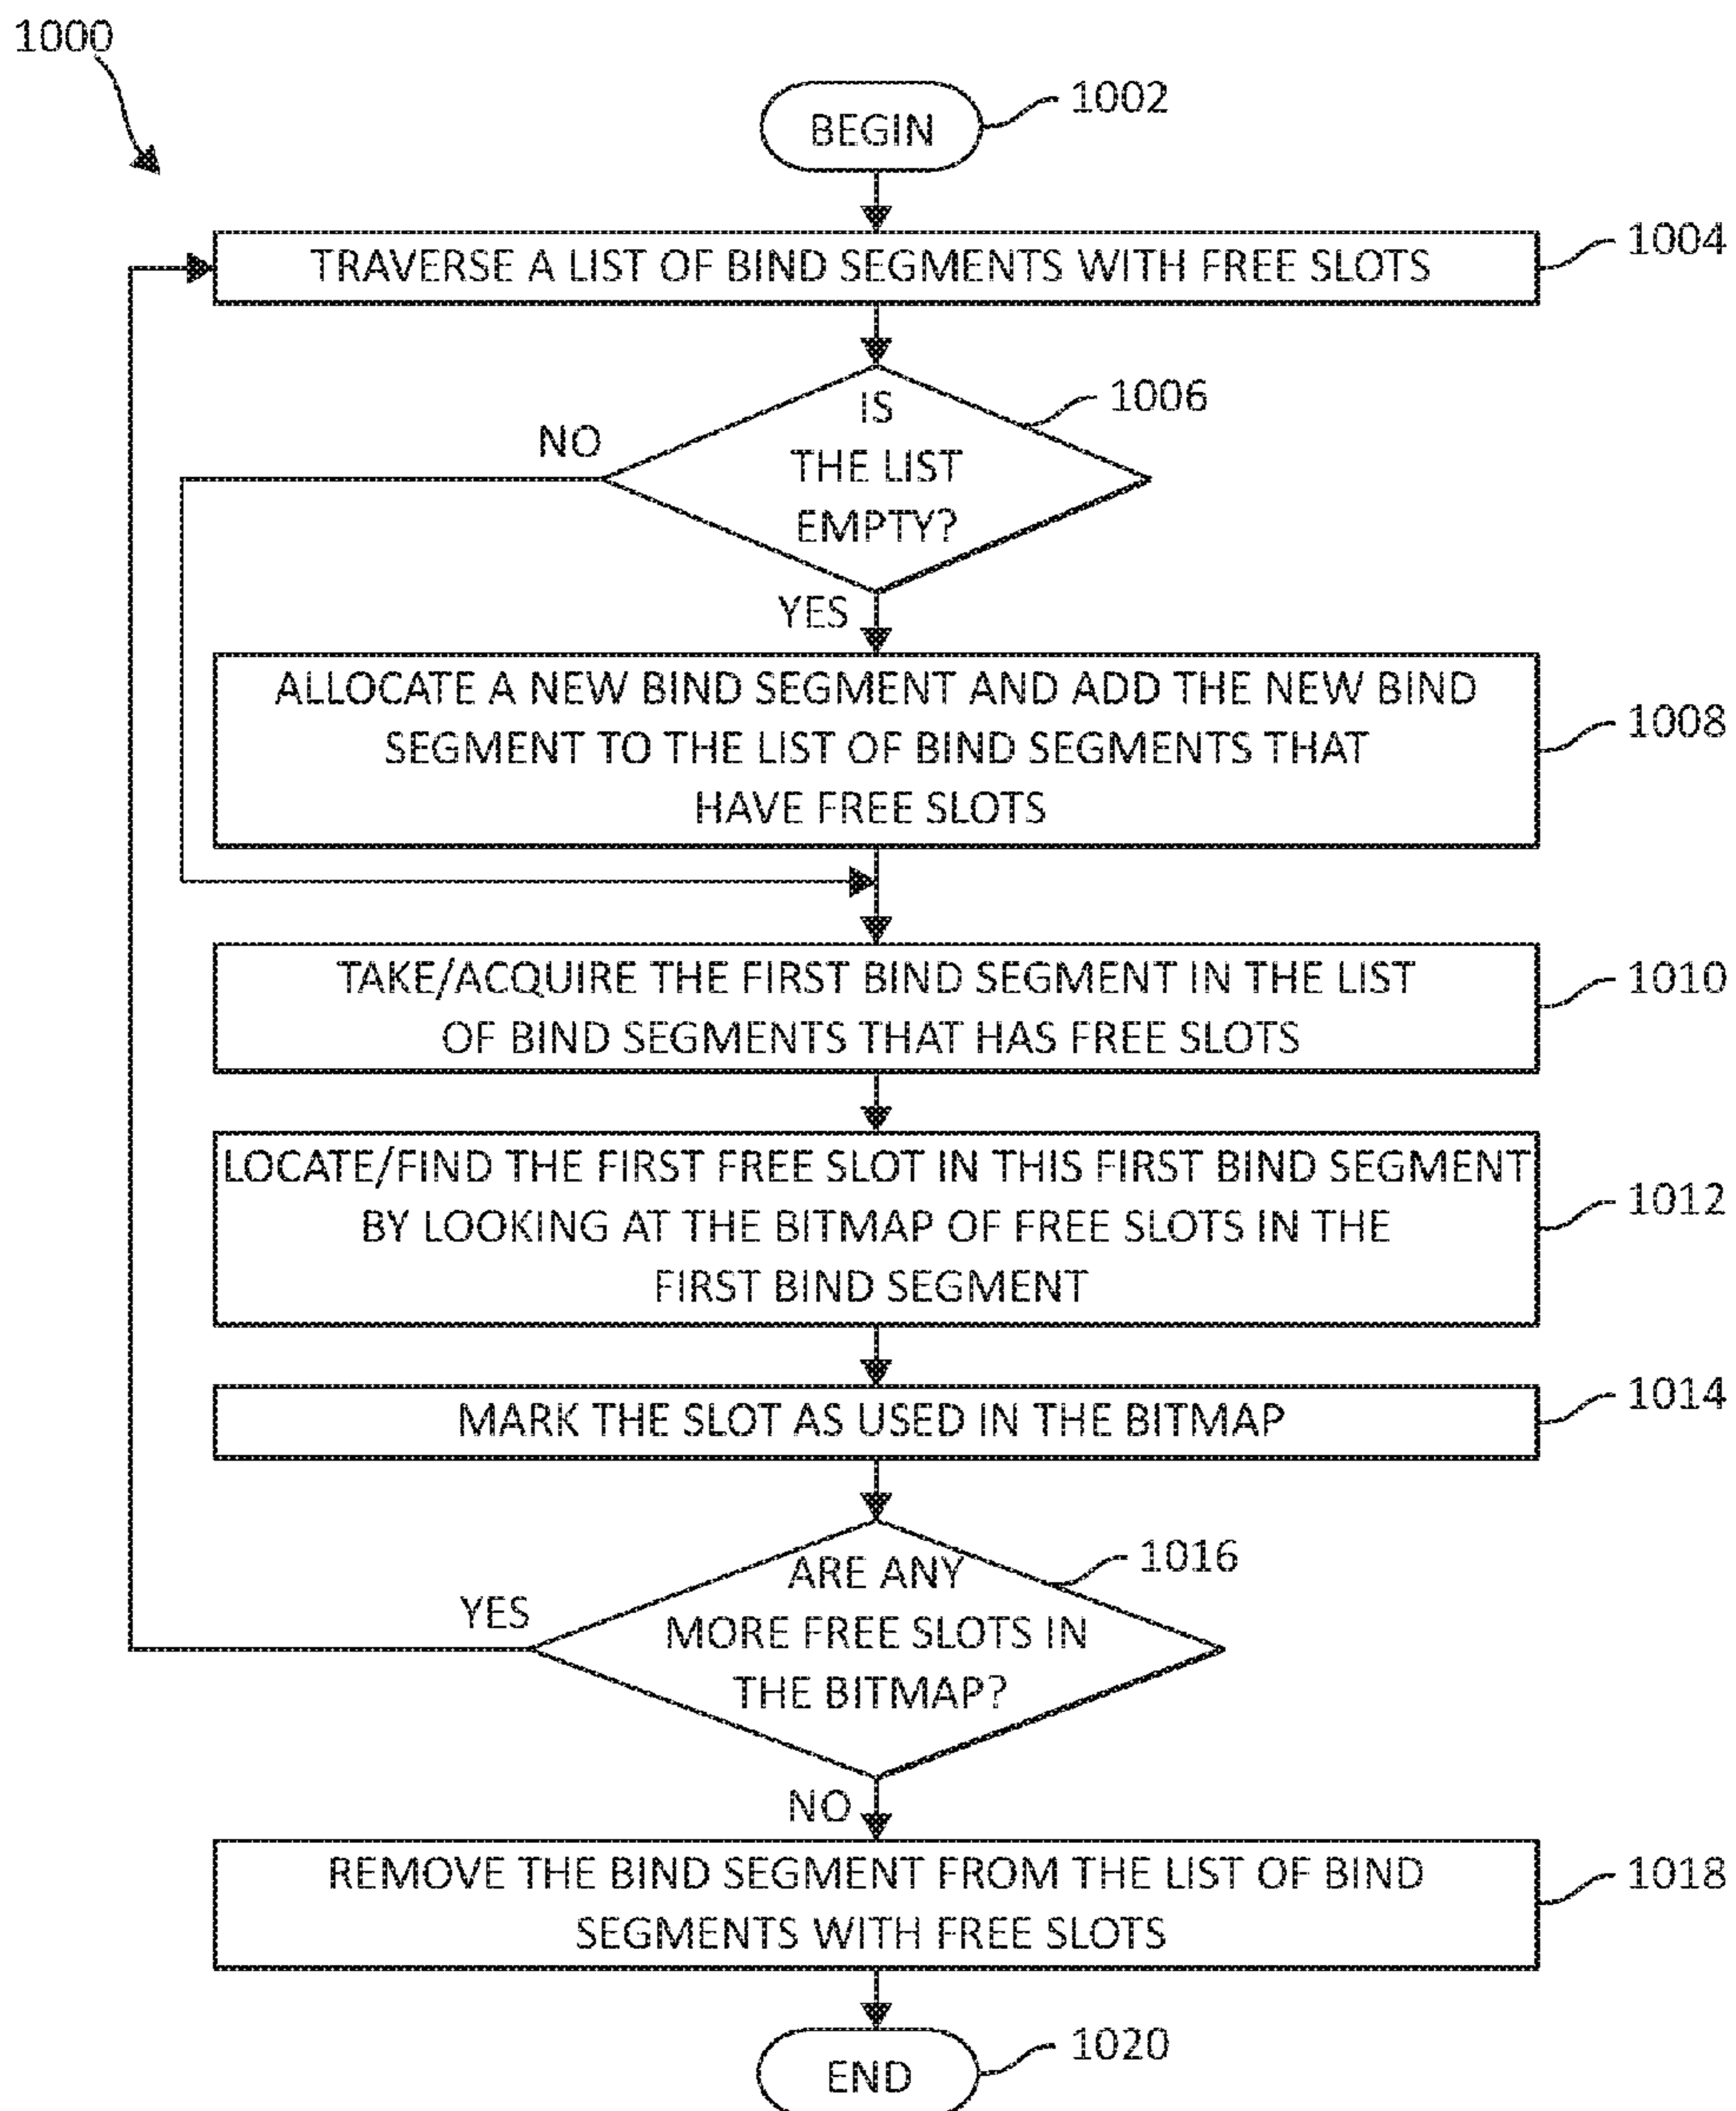 1000
BEGIN
1002
TRAVERSE A LIST OF BIND SEGMENTS WITH FREE SLOTS
1004
IS
THE LIST
EMPTY?
1006
NO
YES
ALLOCATE A NEW BIND SEGMENT AND ADD THE NEW BIND
SEGMENT TO THE LIST OF BIND SEGMENTS THAT
HAVE FREE SLOTS
1008
TAKE/ACQUIRE THE FIRST BIND SEGMENT IN THE LIST
OF BIND SEGMENTS THAT HAS FREE SLOTS
1010
LOCATE/FIND THE FIRST FREE SLOT IN THIS FIRST BIND SEGMENT
BY LOOKING AT THE BITMAP OF FREE SLOTS IN THE
FIRST BIND SEGMENT
1012
MARK THE SLOT AS USED IN THE BITMAP
1014
ARE ANY
MORE FREE SLOTS IN
THE BITMAP?
1016
YES
NO
REMOVE THE BIND SEGMENT FROM THE LIST OF BIND
SEGMENTS WITH FREE SLOTS
1018
END
1020